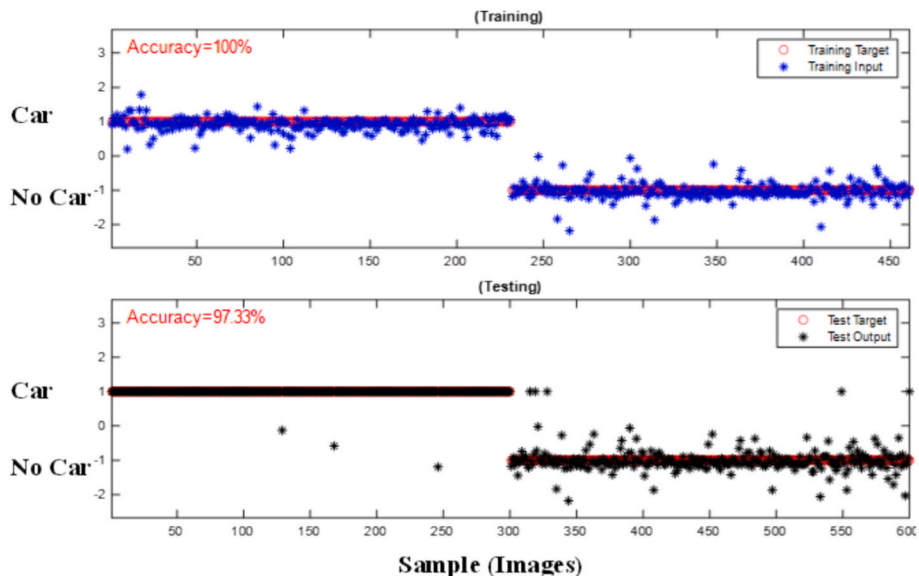 (Training)
Accuracy=100%
Training Target
Training Input
3
2
Car
1
0
No Car
-1
-2
50
100
150
200
250
300
350
400
450
(Testing)
Accuracy=97.33%
Test Target
Test Output
3
2
Car
1
0
No Car
-1
-2
50
100
150
200
250
300
350
400
450
500
550
600
Sample (Images)